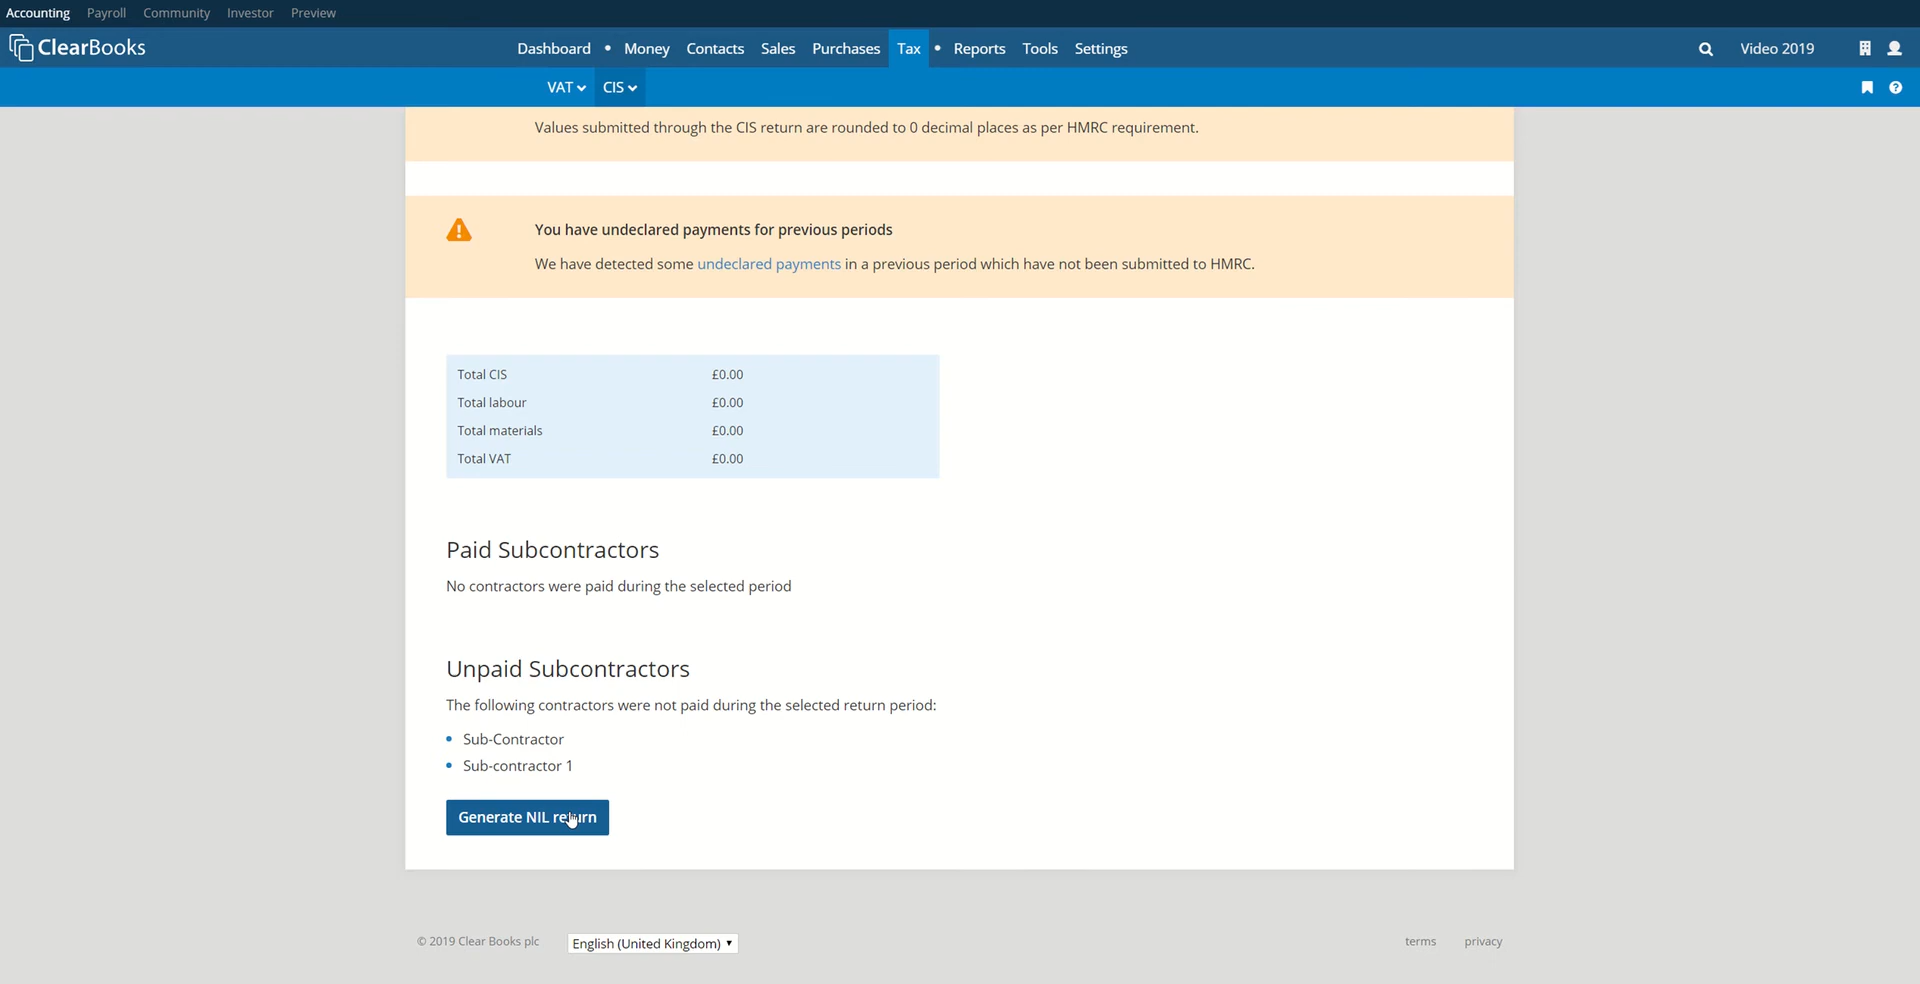 Accounting Payroll Community Investor Preview
ClearBooks Dashboard • Money Contacts Sales Purchases Tax • Reports Tools Settings Video 2019
VAT CIS
Values submitted through the CIS return are rounded to 0 decimal places as per HMRC requirement.
You have undeclared payments for previous periods
We have detected some undeclared payments in a previous period which have not been submitted to HMRC.
Total CIS £0.00
Total labour £0.00
Total materials £0.00
Total VAT £0.00
Paid Subcontractors
No contractors were paid during the selected period
Unpaid Subcontractors
The following contractors were not paid during the selected return period:
• Sub-Contractor
• Sub-contractor 1
Generate NIL return
© 2019 Clear Books plc English (United Kingdom) terms privacy